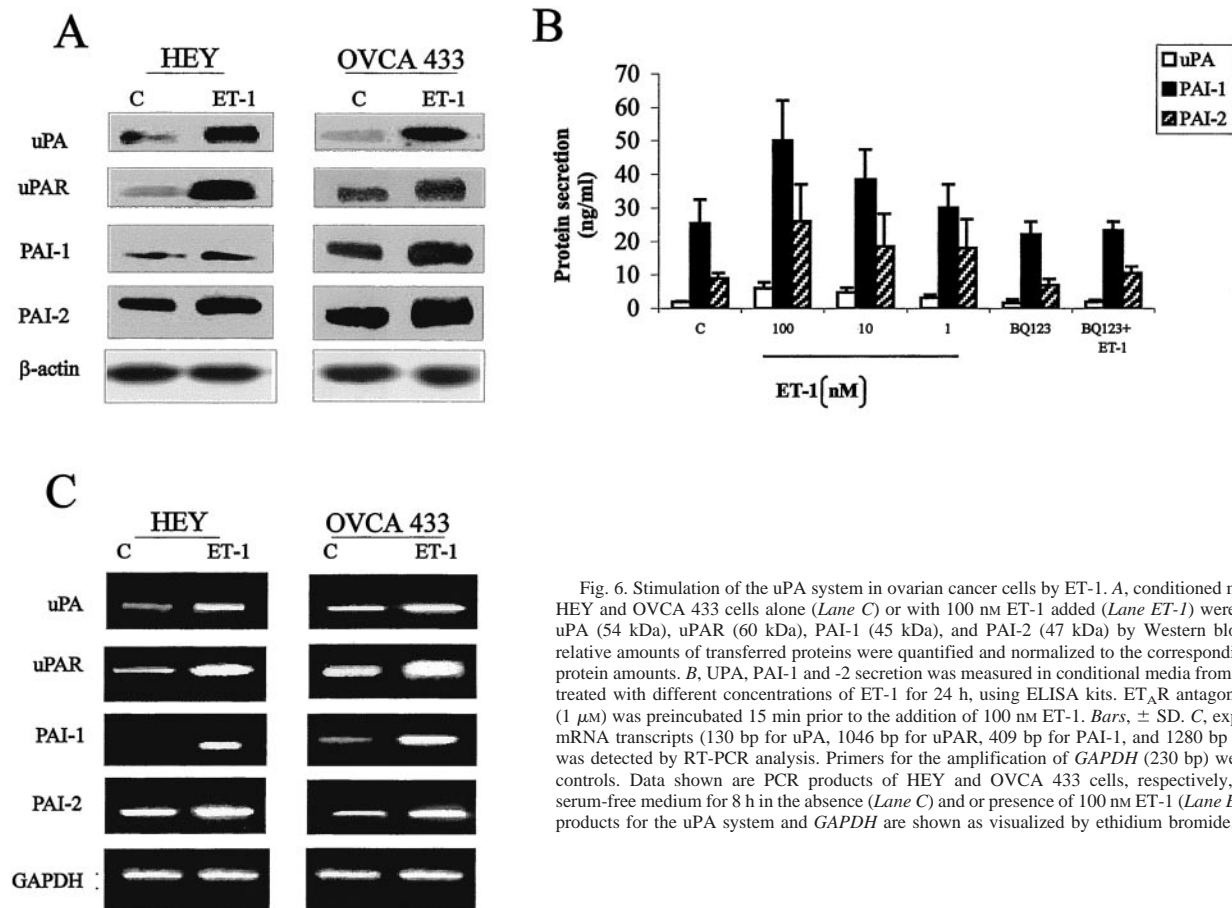 A
HEY
OVCA 433
C ET-1
C ET-1
uPA
uPAR
PAI-1
PAI-2
β-actin
B
uPA
PAI-1
PAI-2
Protein secretion
(ng/ml)
70
60
50
40
30
20
10
0
C 100 10 1 BQ123 BQ123+
ET-1
ET-1(nM)
C
HEY
OVCA 433
C ET-1
C ET-1
uPA
uPAR
PAI-1
PAI-2
GAPDH :
Fig. 6. Stimulation of the uPA system in ovarian cancer cells by ET-1. A, conditioned
HEY and OVCA 433 cells alone (Lane C) or with 100 nM ET-1 added (Lane ET-1) were
uPA (54 kDa), uPAR (60 kDa), PAI-1 (45 kDa), and PAI-2 (47 kDa) by Western
relative amounts of transferred proteins were quantified and normalized to the
protein amounts. B, UPA, PAI-1 and -2 secretion was measured in conditional media from
treated with different concentrations of ET-1 for 24 h, using ELISA kits. ETAR
(1 μM) was preincubated 15 min prior to the addition of 100 nM ET-1. Bars, ± SD. C,
mRNA transcripts (130 bp for uPA, 1046 bp for uPAR, 409 bp for PAI-1, and 1280 bp
was detected by RT-PCR analysis. Primers for the amplification of GAPDH (230 bp)
controls. Data shown are PCR products of HEY and OVCA 433 cells, respectively,
serum-free medium for 8 h in the absence (Lane C) and or presence of 100 nM ET-1 (Lane
products for the uPA system and GAPDH are shown as visualized by ethidium bromide